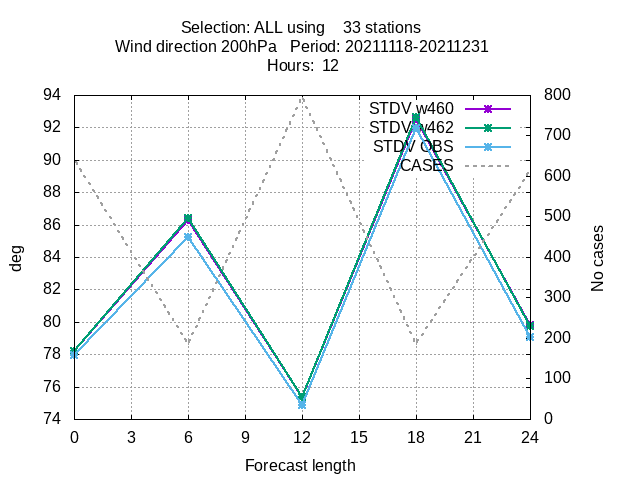 Selection: ALL using    33 stations
Wind direction 200hPa   Period: 20211118-20211231
Hours:  12
STDV w460
STDV w462
STDV OBS
CASES
94
92
90
88
86
84
82
80
78
76
74
deg
800
700
600
500
400
300
200
100
0
No cases
0 3 6 9 12 15 18 21 24
Forecast length